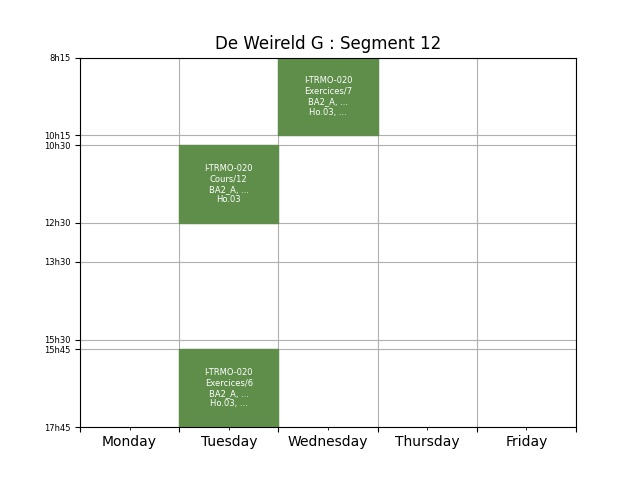 De Weireld G : Segment 12
8h15
I-TRMO-020
Exercices/7
BA2_A, ...
Ho.03, ...
10h15
10h30
I-TRMO-020
Cours/12
BA2_A, ...
Ho.03
12h30
13h30
15h30
15h45
I-TRMO-020
Exercices/6
BA2_A, ...
Ho.03, ...
17h45
Monday Tuesday Wednesday Thursday Friday